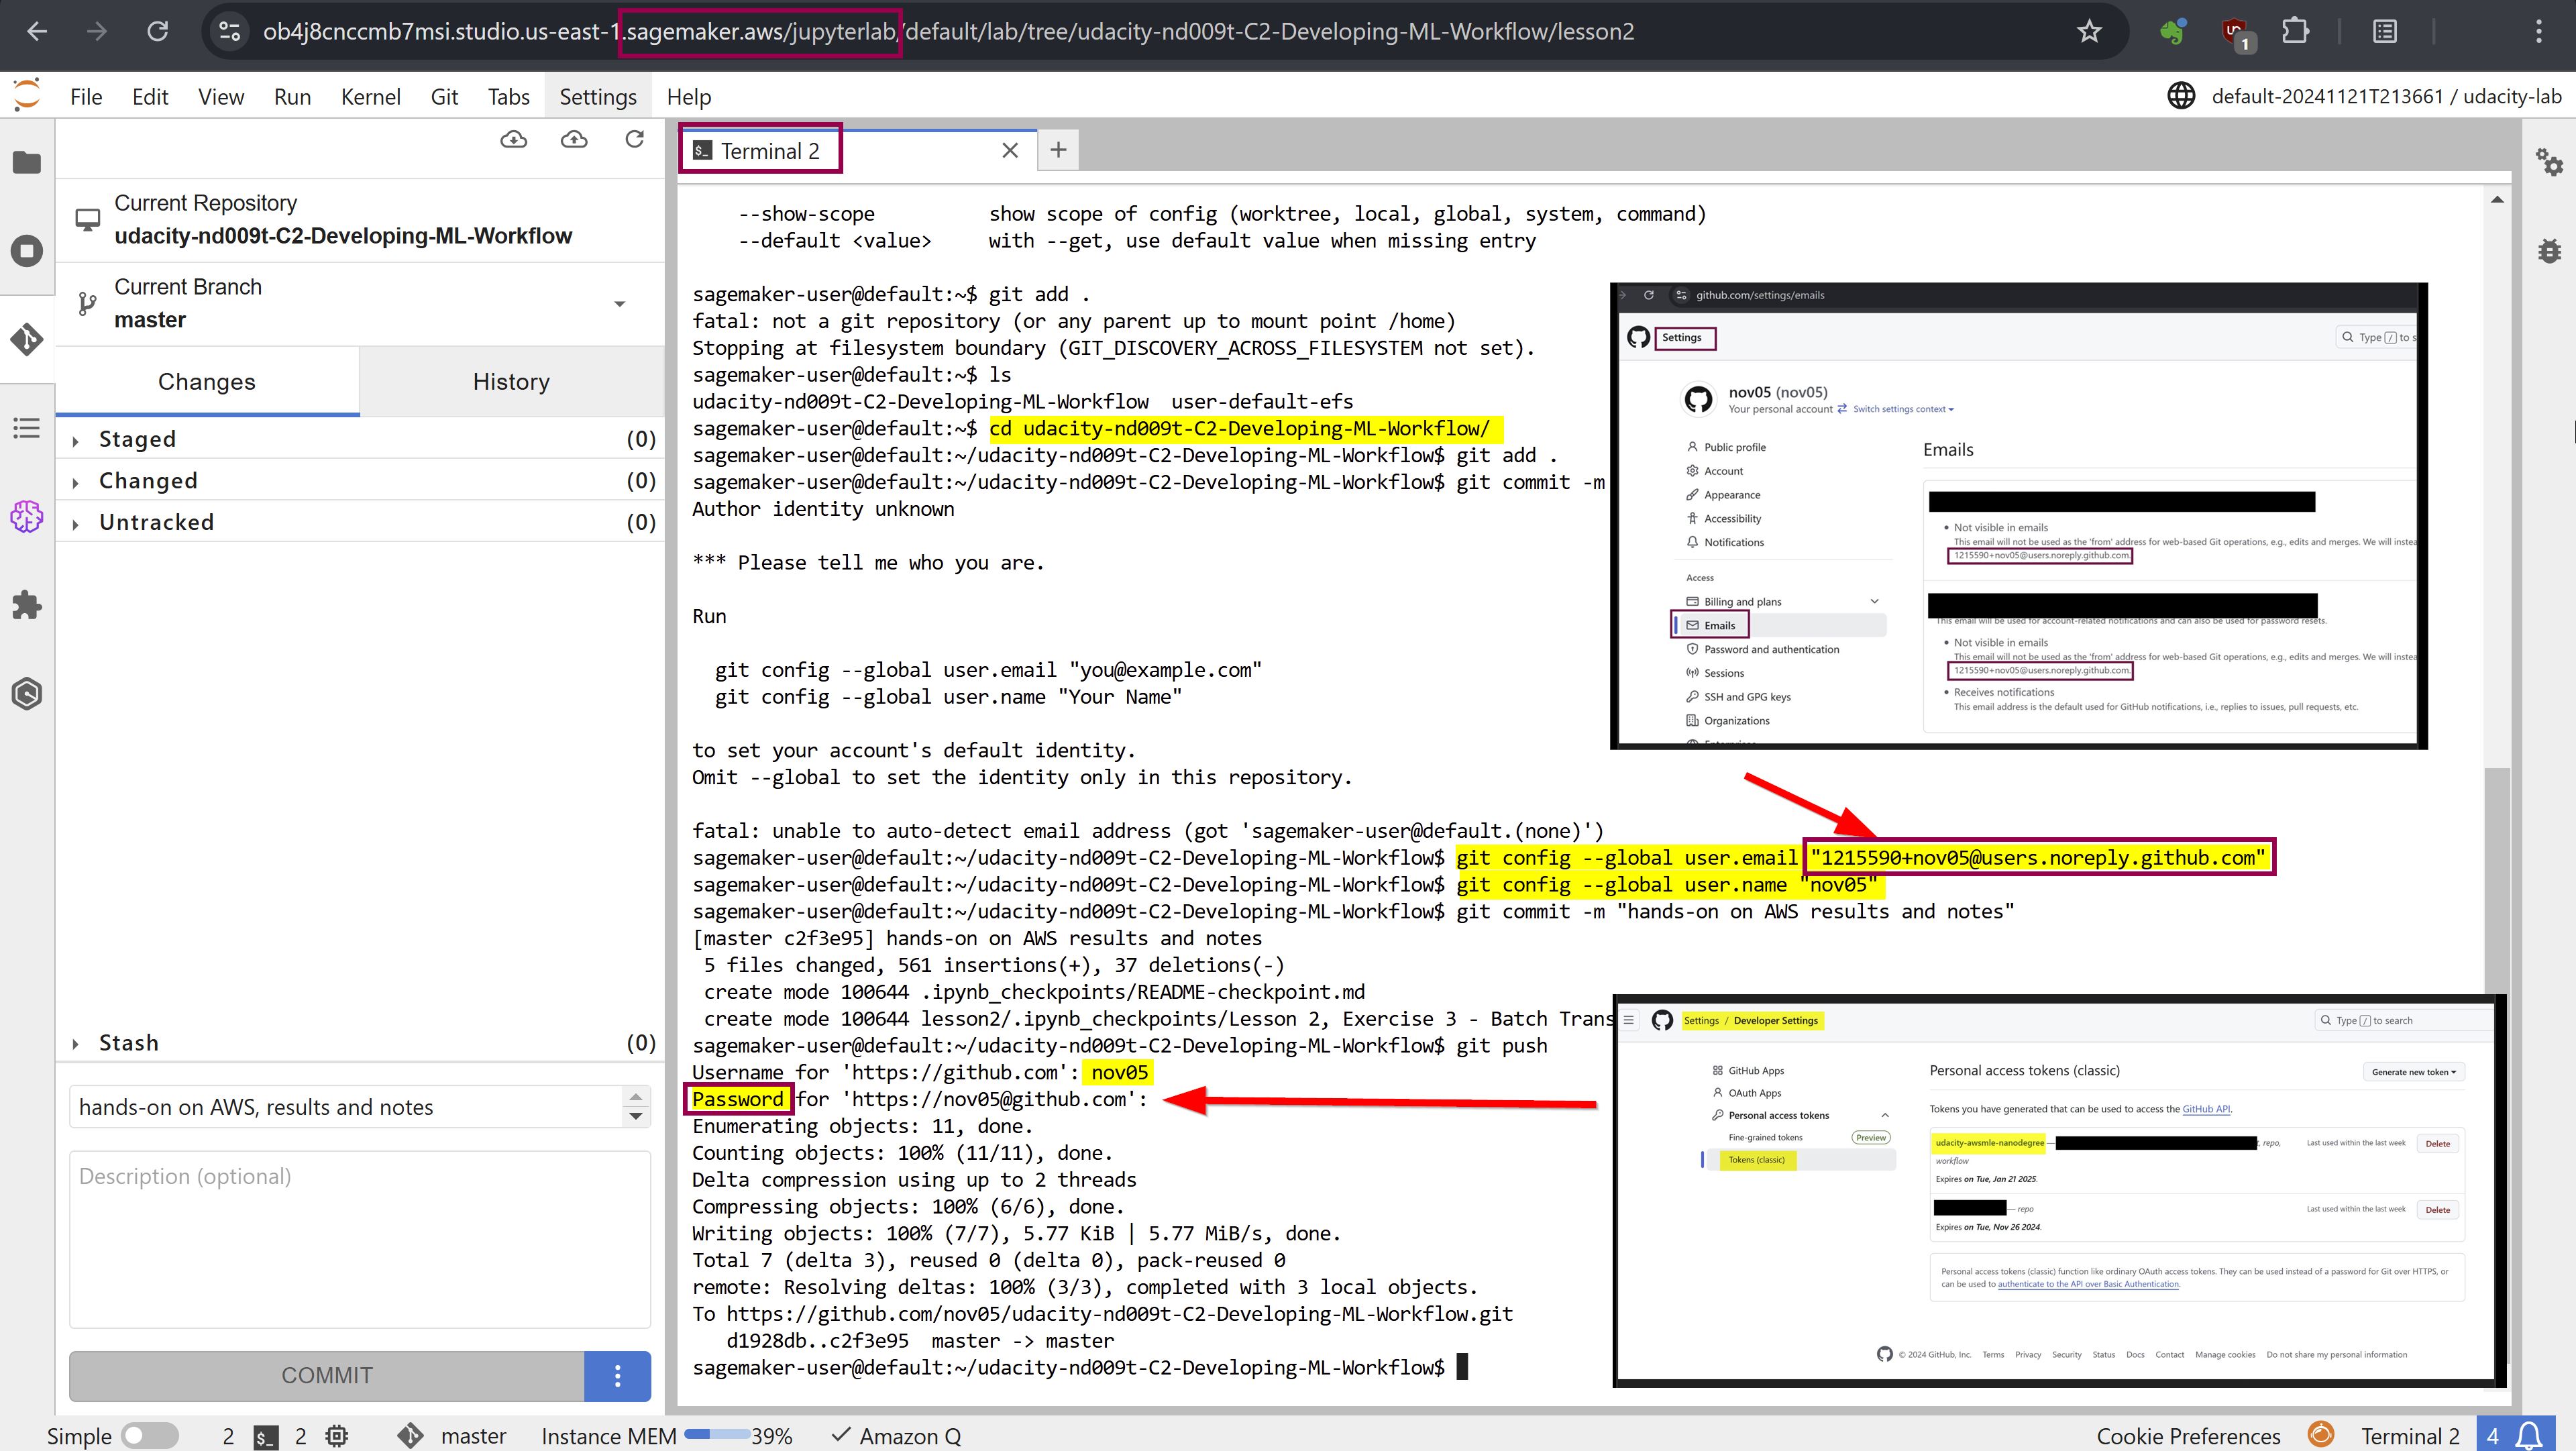 ob4j8cnccmb7msi.studio.us-east-1.sagemaker.aws/jupyterlab/default/lab/tree/udacity-nd009t-C2-Developing-ML-Workflow/lesson2
1
File Edit View Run Kernel Git Tabs Settings Help
default-20241121T213661 / udacity-lab
Current Repository
udacity-nd009t-C2-Developing-ML-Workflow
Current Branch
master
Changes History
Staged (0)
Changed (0)
Untracked (0)
Stash (0)
hands-on on AWS, results and notes
Description (optional)
COMMIT
Terminal 2
--show-scope show scope of config (worktree, local, global, system, command)
--default <value> with --get, use default value when missing entry
sagemaker-user@default:~$ git add .
fatal: not a git repository (or any parent up to mount point /home)
Stopping at filesystem boundary (GIT_DISCOVERY_ACROSS_FILESYSTEM not set).
sagemaker-user@default:~$ ls
udacity-nd009t-C2-Developing-ML-Workflow user-default-efs
sagemaker-user@default:~$ cd udacity-nd009t-C2-Developing-ML-Workflow/
sagemaker-user@default:~/udacity-nd009t-C2-Developing-ML-Workflow$ git add .
sagemaker-user@default:~/udacity-nd009t-C2-Developing-ML-Workflow$ git commit -m
Author identity unknown
*** Please tell me who you are.
Run
git config --global user.email "you@example.com"
git config --global user.name "Your Name"
to set your account's default identity.
Omit --global to set the identity only in this repository.
fatal: unable to auto-detect email address (got 'sagemaker-user@default.(none)')
sagemaker-user@default:~/udacity-nd009t-C2-Developing-ML-Workflow$ git config --global user.email "1215590+nov05@users.noreply.github.com"
sagemaker-user@default:~/udacity-nd009t-C2-Developing-ML-Workflow$ git config --global user.name "nov05"
sagemaker-user@default:~/udacity-nd009t-C2-Developing-ML-Workflow$ git commit -m "hands-on on AWS results and notes"
[master c2f3e95] hands-on on AWS results and notes
5 files changed, 561 insertions(+), 37 deletions(-)
create mode 100644 .ipynb_checkpoints/README-checkpoint.md
create mode 100644 lesson2/.ipynb_checkpoints/Lesson 2, Exercise 3 - Batch Trans
sagemaker-user@default:~/udacity-nd009t-C2-Developing-ML-Workflow$ git push
Username for 'https://github.com': nov05
Password for 'https://nov05@github.com':
Enumerating objects: 11, done.
Counting objects: 100% (11/11), done.
Delta compression using up to 2 threads
Compressing objects: 100% (6/6), done.
Writing objects: 100% (7/7), 5.77 KiB | 5.77 MiB/s, done.
Total 7 (delta 3), reused 0 (delta 0), pack-reused 0
remote: Resolving deltas: 100% (3/3), completed with 3 local objects.
To https://github.com/nov05/udacity-nd009t-C2-Developing-ML-Workflow.git
d1928db..c2f3e95 master -> master
sagemaker-user@default:~/udacity-nd009t-C2-Developing-ML-Workflow$
github.com/settings/emails
Settings
Type / to s
nov05 (nov05)
Your personal account Switch settings context
Public profile
Account
Appearance
Accessibility
Notifications
Access
Billing and plans
Emails
Password and authentication
Sessions
SSH and GPG keys
Organizations
Emails
Not visible in emails
This email will not be used as the 'from' address for web-based Git operations, e.g., edits and merges. We will instea
1215590+nov05@users.noreply.github.com.
This email will be used for account-related notifications and can also be used for password resets.
Not visible in emails
This email will not be used as the 'from' address for web-based Git operations, e.g., edits and merges. We will instea
1215590+nov05@users.noreply.github.com.
Receives notifications
This email address is the default used for GitHub notifications, i.e., replies to issues, pull requests, etc.
Settings / Developer Settings
Type / to search
GitHub Apps
OAuth Apps
Personal access tokens
Fine-grained tokens Preview
Tokens (classic)
Personal access tokens (classic)
Generate new token
Tokens you have generated that can be used to access the GitHub API.
udacity-awsmle-nanodegree — repo, Last used within the last week Delete
workflow
Expires on Tue, Jan 21 2025.
— repo Last used within the last week Delete
Expires on Tue, Nov 26 2024.
Personal access tokens (classic) function like ordinary OAuth access tokens. They can be used instead of a password for Git over HTTPS, or
can be used to authenticate to the API over Basic Authentication.
© 2024 GitHub, Inc. Terms Privacy Security Status Docs Contact Manage cookies Do not share my personal information
Simple 2 $_ 2 master Instance MEM 39% Amazon Q Cookie Preferences Terminal 2 4